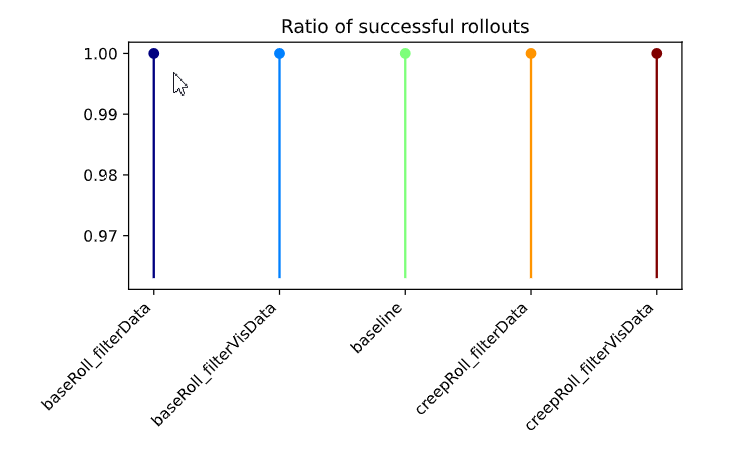 Ratio of successful rollouts
1.00
0.99
0.98
0.97
baseRoll_filterData
baseRoll_filterVisData
baseline
creepRoll_filterData
creepRoll_filterVisData